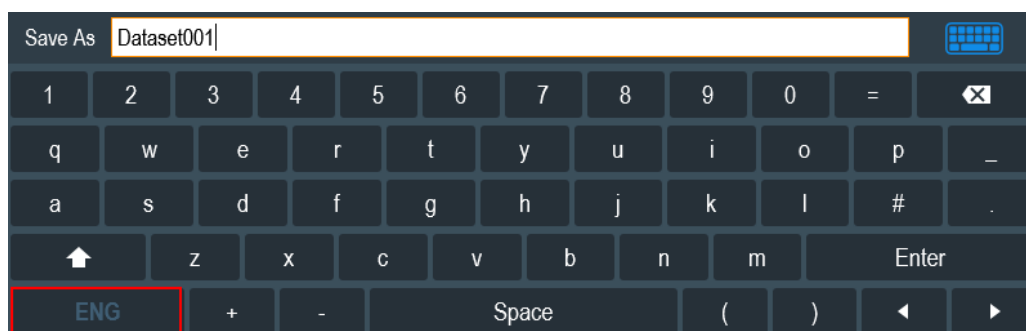 Save As Dataset001
1 2 3 4 5 6 7 8 9 0 =
q w e r t y u i o p _
a s d f g h j k l # .
z x c v b n m Enter
ENG + - Space ( )